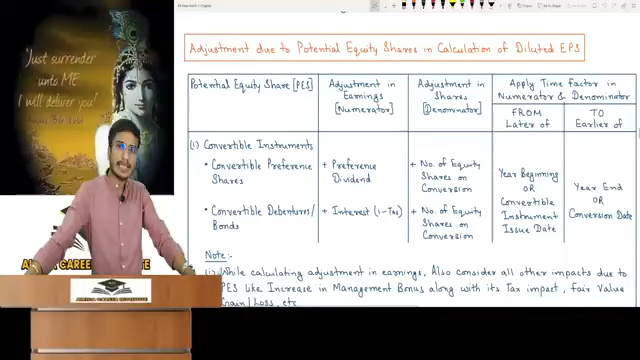 Adjustment due to Potential Equity Shares in Calculation of Diluted EPS
"Just surrender
unto ME
I will deliver you"
Potential Equity Share [PES]
Adjustment in
Earnings
[Numerator]
Adjustment in
Shares
[Denominator]
Apply Time Factor in
Numerator & Denominator
FROM
Later of
TO
Earlier of
(1) Convertible Instruments
• Convertible Preference
Shares
+ Preference
Dividend
+ No. of Equity
Shares on
Conversion
Year Beginning
OR
Convertible
Instrument
Issue Date
Year End
OR
Conversion Date
• Convertible Debentures/
Bonds
+ Interest (1-Tax)
+ No. of Equity
Shares on
Conversion
Note:-
While calculating adjustment in earnings, Also consider all other impacts due to
PES like Increase in Management Bonus along with its Tax impact, Fair Value
Gain/Loss, etc
CAREER INSTITUTE